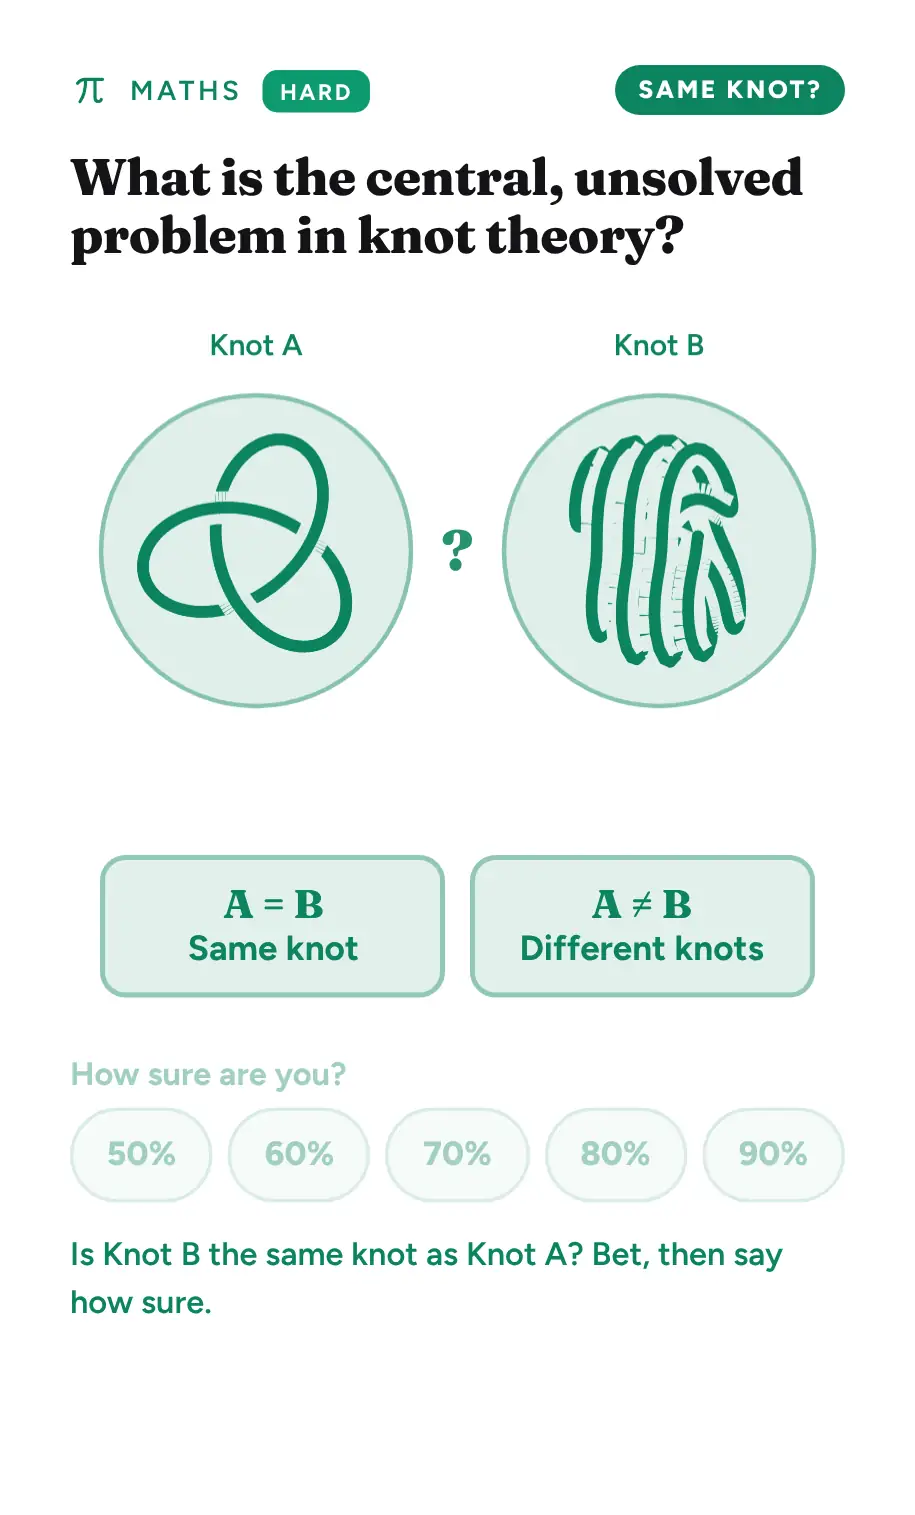 π MATHS HARD SAME KNOT?
What is the central, unsolved
problem in knot theory?
Knot A Knot B
?
A = B
Same knot
A ≠ B
Different knots
How sure are you?
50% 60% 70% 80% 90%
Is Knot B the same knot as Knot A? Bet, then say
how sure.